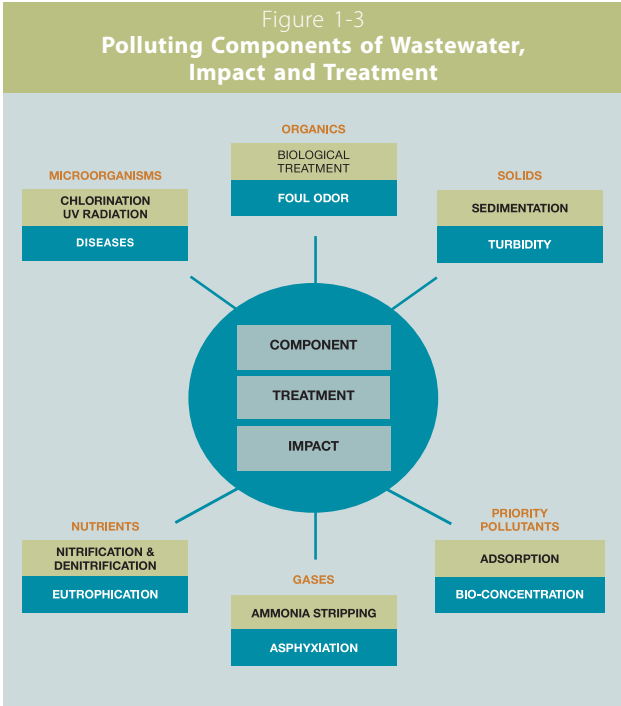 Figure 1-3
Polluting Components of Wastewater,
Impact and Treatment
ORGANICS
BIOLOGICAL
TREATMENT
FOUL ODOR
MICROORGANISMS
CHLORINATION
UV RADIATION
DISEASES
SOLIDS
SEDIMENTATION
TURBIDITY
COMPONENT
TREATMENT
IMPACT
NUTRIENTS
NITRIFICATION &
DENITRIFICATION
EUTROPHICATION
GASES
AMMONIA STRIPPING
ASPHYXIATION
PRIORITY
POLLUTANTS
ADSORPTION
BIO-CONCENTRATION